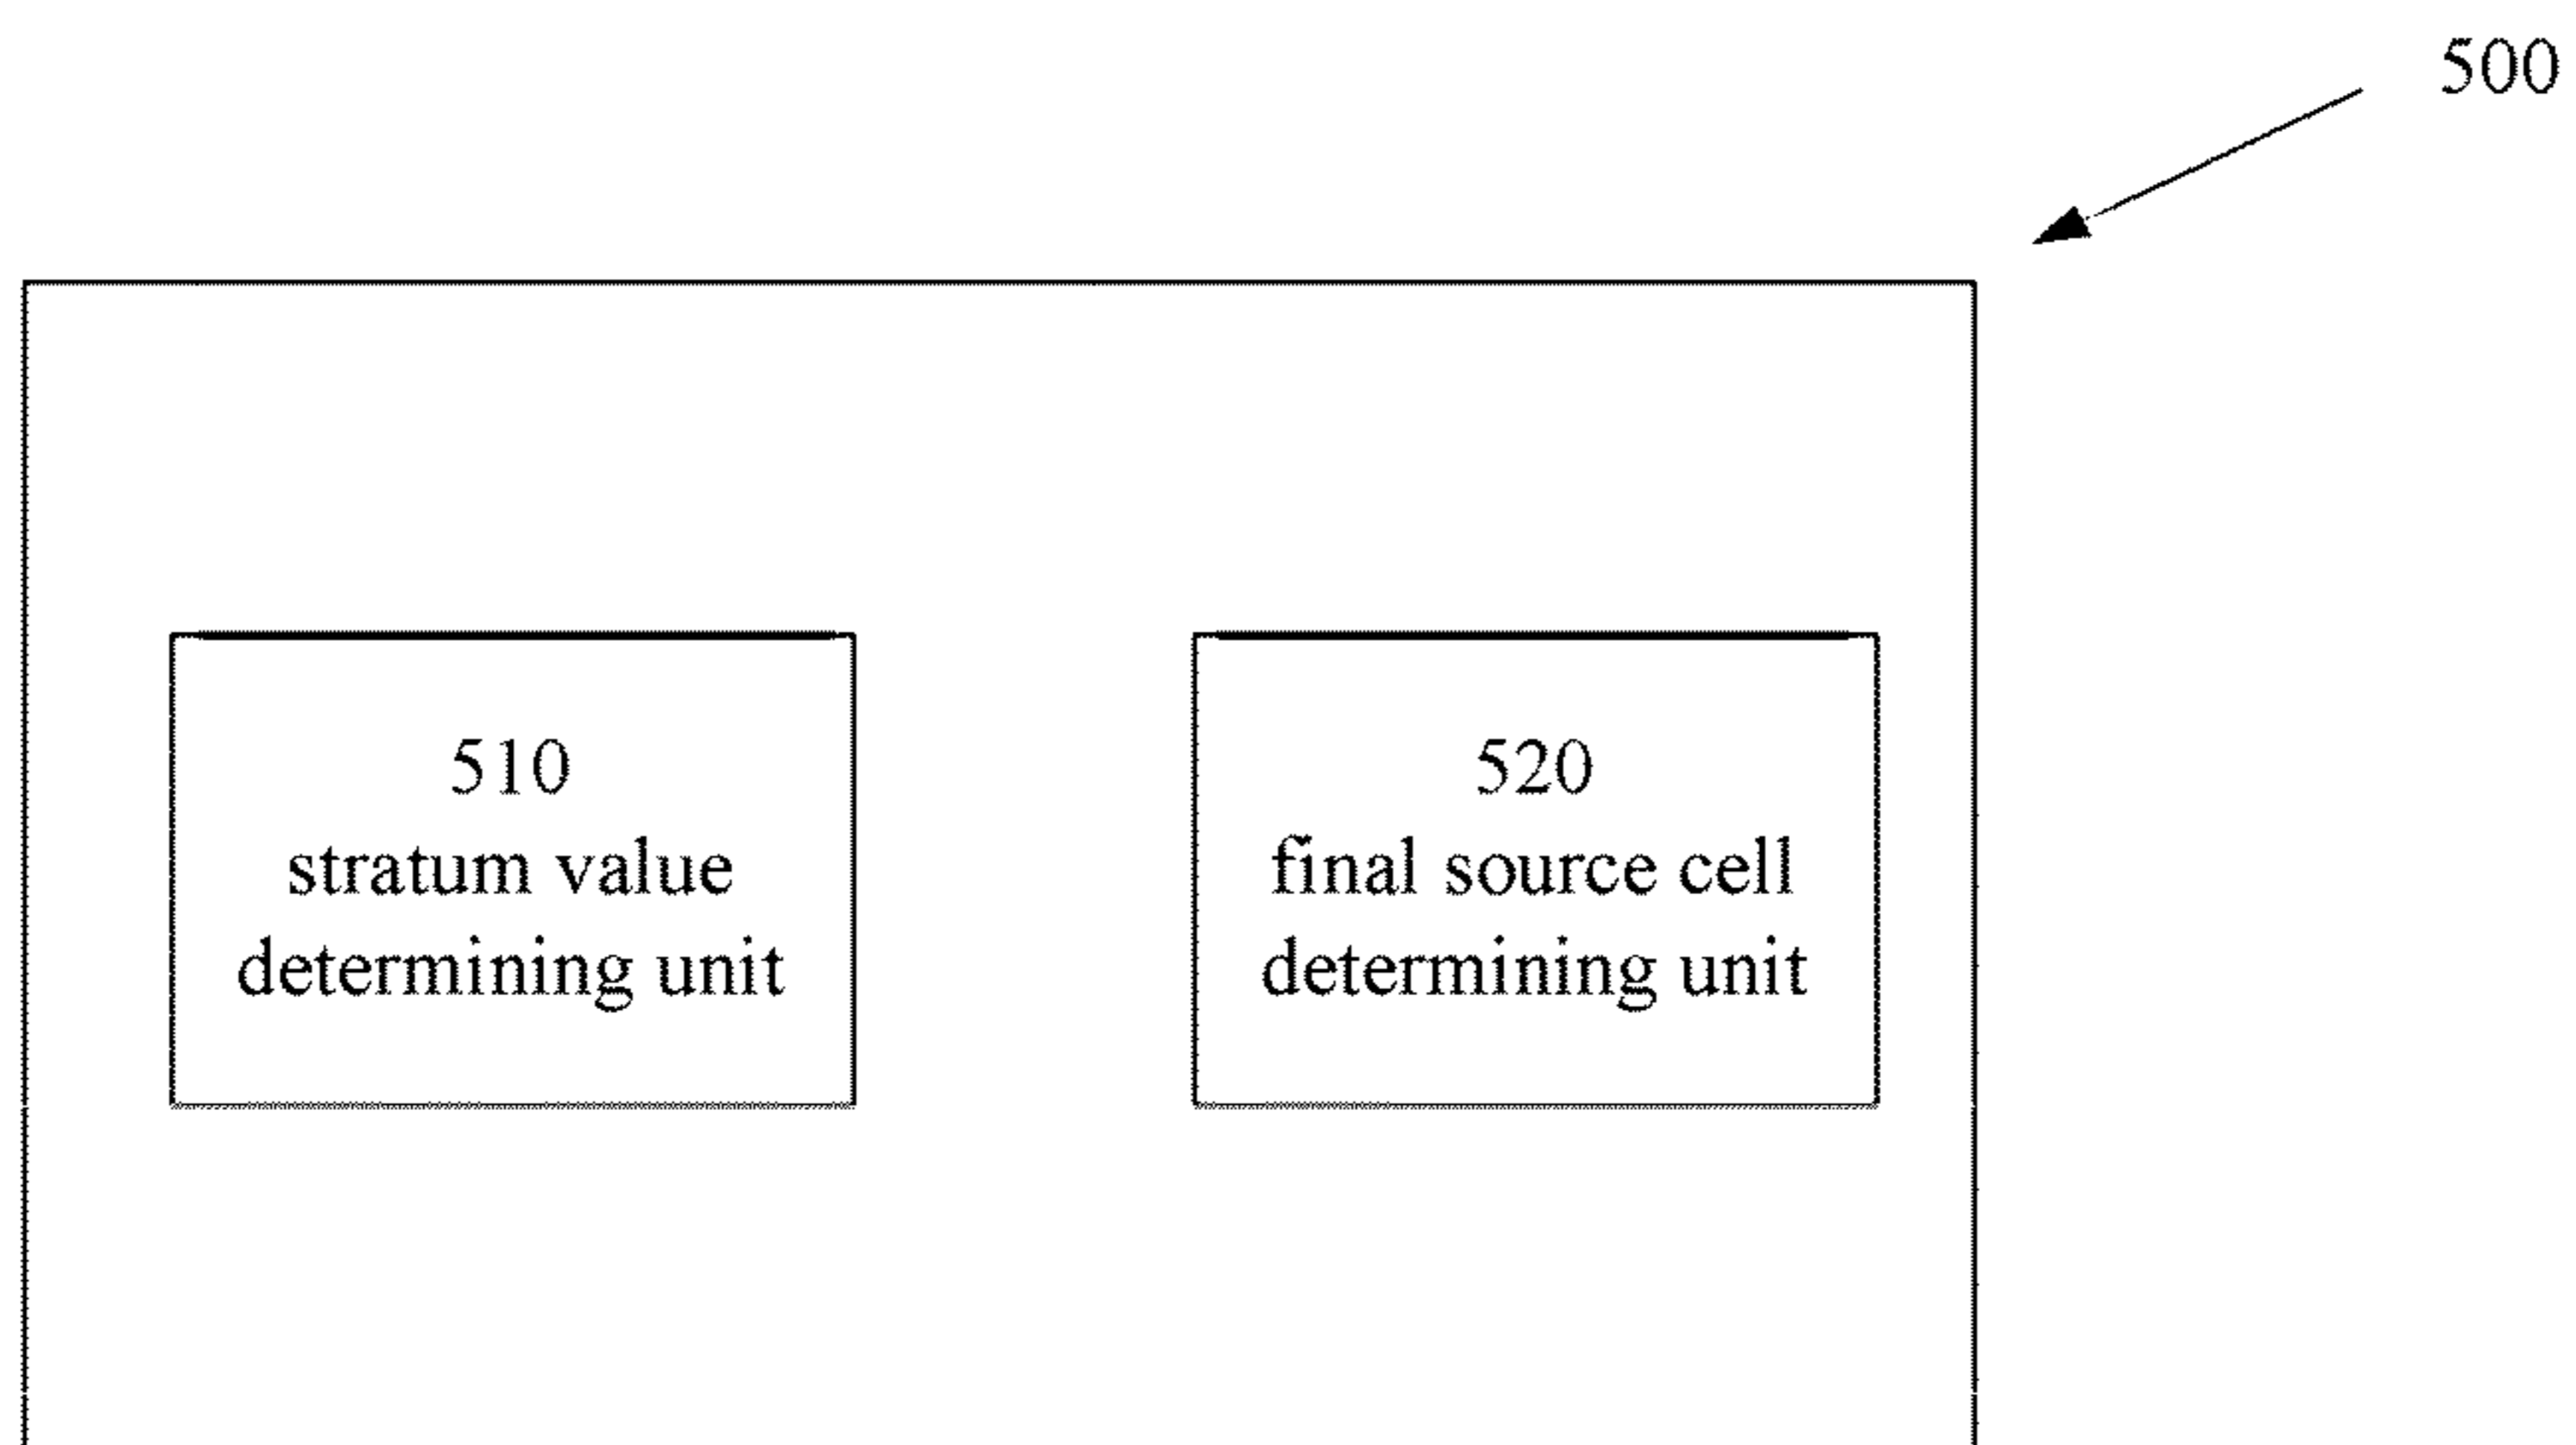 500
510
stratum value
determining unit
520
final source cell
determining unit